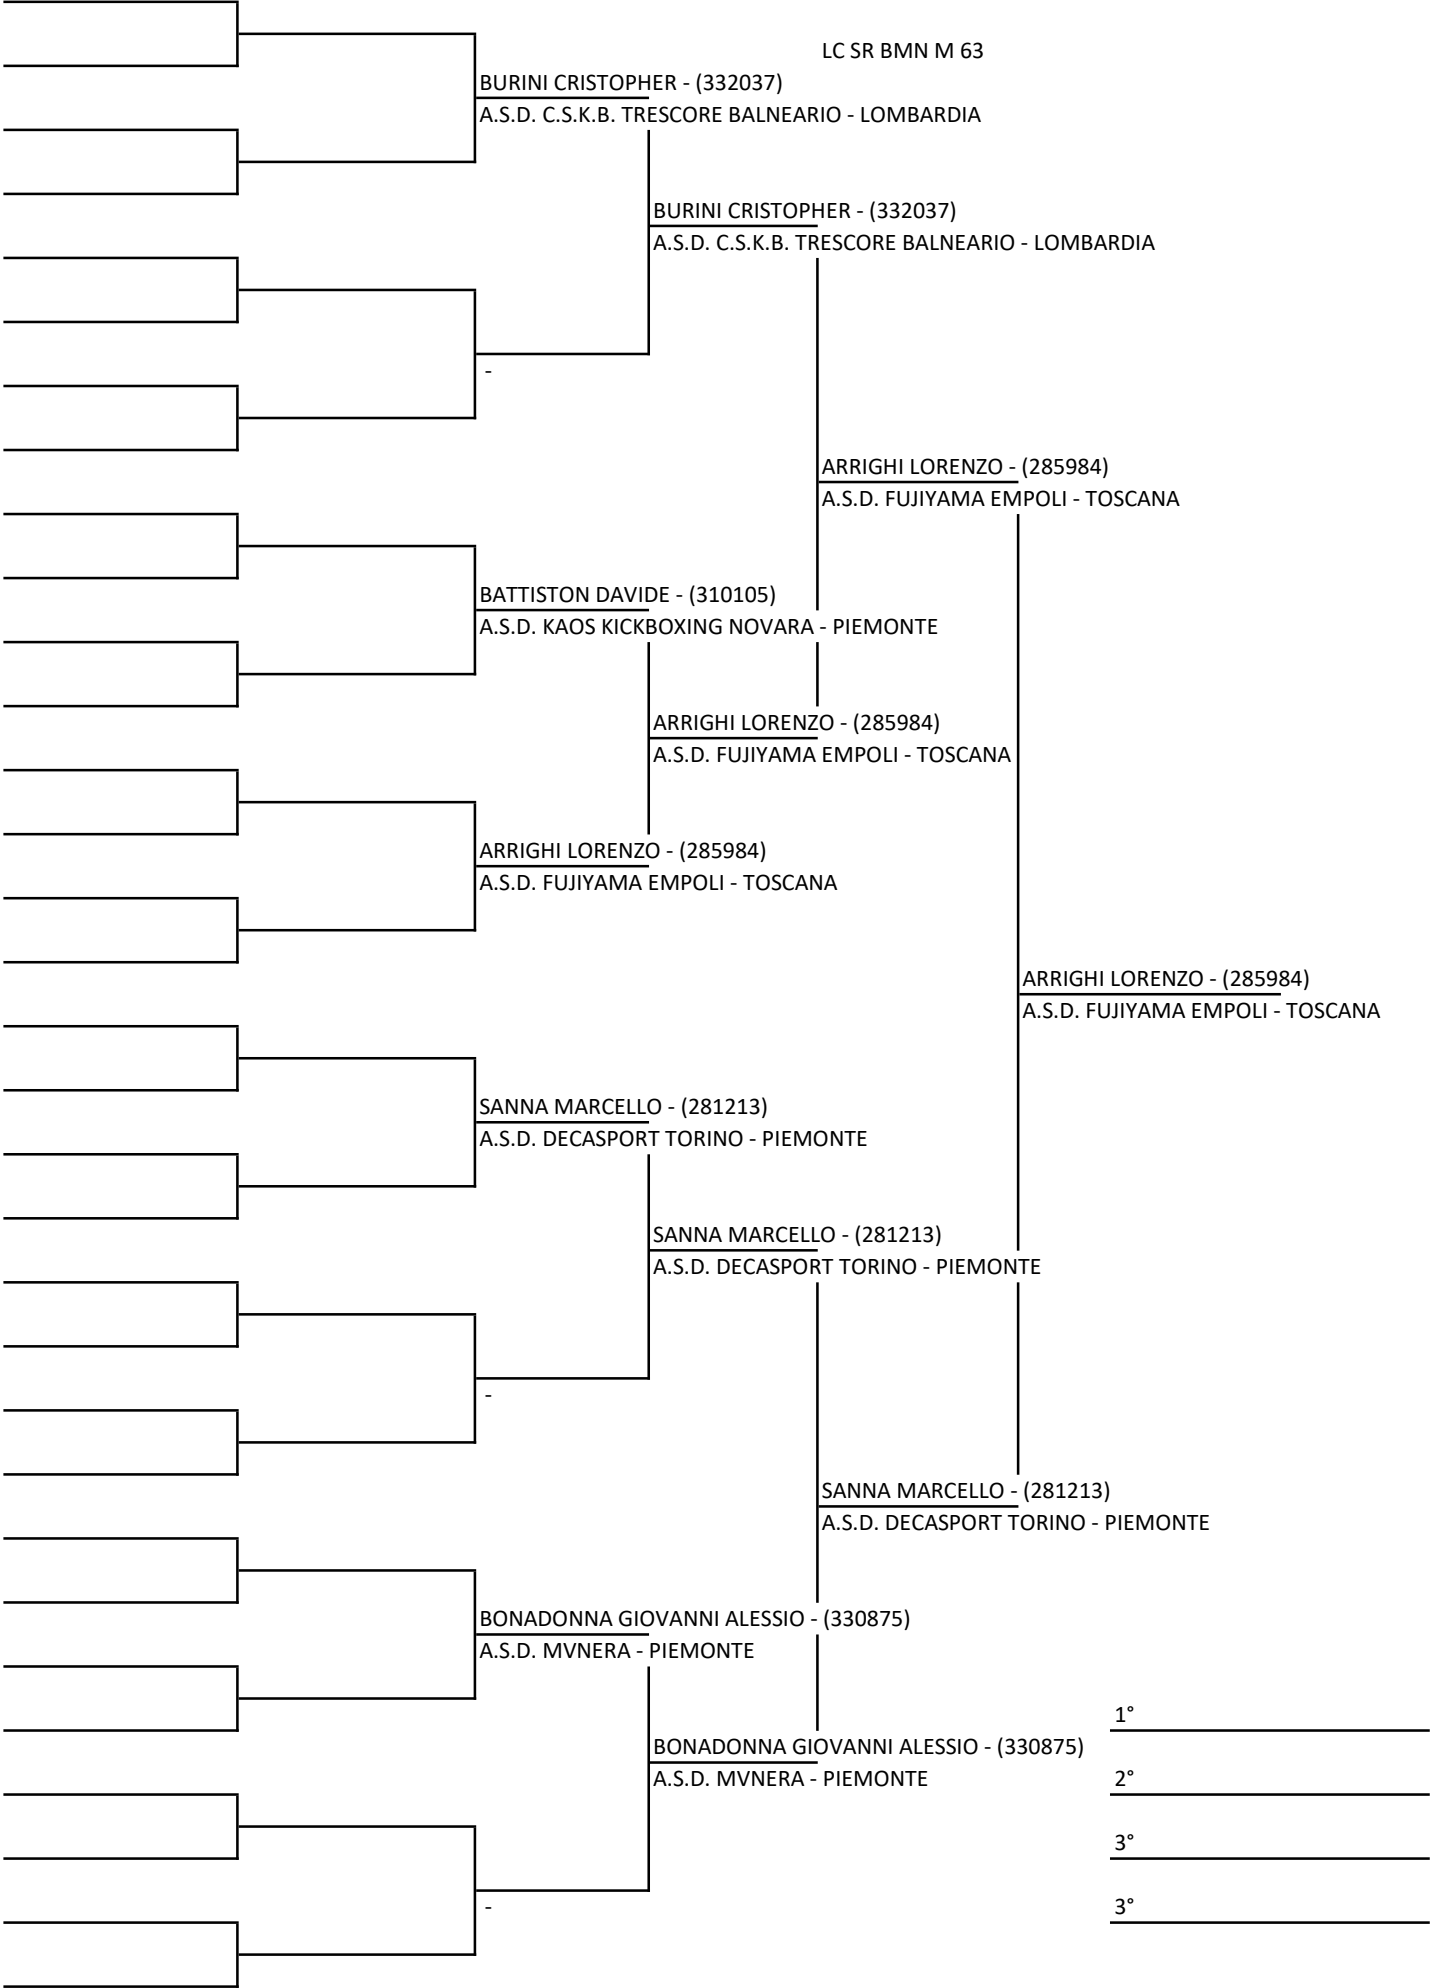 LC SR BMN M 63
BURINI CRISTOPHER - (332037)
A.S.D. C.S.K.B. TRESCORE BALNEARIO - LOMBARDIA
BURINI CRISTOPHER - (332037)
A.S.D. C.S.K.B. TRESCORE BALNEARIO - LOMBARDIA
-
ARRIGHI LORENZO - (285984)
A.S.D. FUJIYAMA EMPOLI - TOSCANA
BATTISTON DAVIDE - (310105)
A.S.D. KAOS KICKBOXING NOVARA - PIEMONTE
ARRIGHI LORENZO - (285984)
A.S.D. FUJIYAMA EMPOLI - TOSCANA
ARRIGHI LORENZO - (285984)
A.S.D. FUJIYAMA EMPOLI - TOSCANA
ARRIGHI LORENZO - (285984)
A.S.D. FUJIYAMA EMPOLI - TOSCANA
SANNA MARCELLO - (281213)
A.S.D. DECASPORT TORINO - PIEMONTE
SANNA MARCELLO - (281213)
A.S.D. DECASPORT TORINO - PIEMONTE
-
SANNA MARCELLO - (281213)
A.S.D. DECASPORT TORINO - PIEMONTE
BONADONNA GIOVANNI ALESSIO - (330875)
A.S.D. MVNERA - PIEMONTE
1°
BONADONNA GIOVANNI ALESSIO - (330875)
A.S.D. MVNERA - PIEMONTE
2°
3°
-
3°